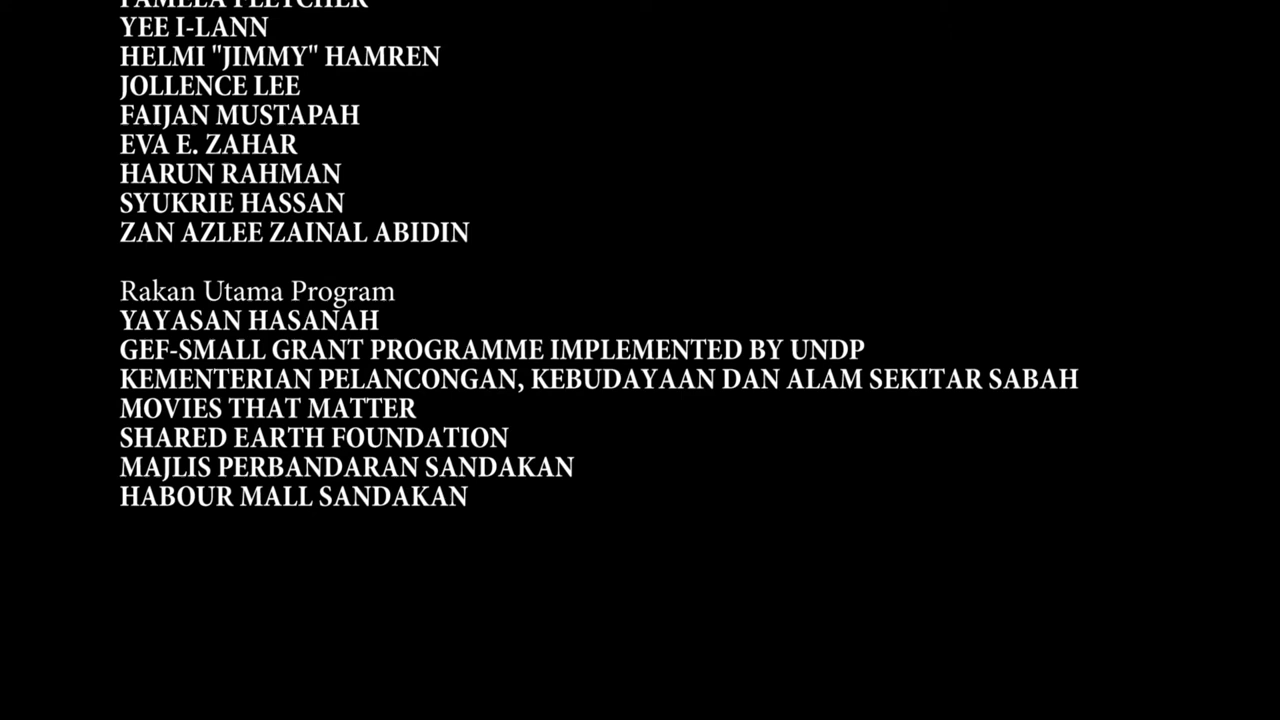 PAMELA FLETCHER
YEE I-LANN
HELMI "JIMMY" HAMREN
JOLLENCE LEE
FAIJAN MUSTAPAH
EVA E. ZAHAR
HARUN RAHMAN
SYUKRIE HASSAN
ZAN AZLEE ZAINAL ABIDIN
Rakan Utama Program
YAYASAN HASANAH
GEF-SMALL GRANT PROGRAMME IMPLEMENTED BY UNDP
KEMENTERIAN PELANCONGAN, KEBUDAYAAN DAN ALAM SEKITAR SABAH
MOVIES THAT MATTER
SHARED EARTH FOUNDATION
MAJLIS PERBANDARAN SANDAKAN
HABOUR MALL SANDAKAN